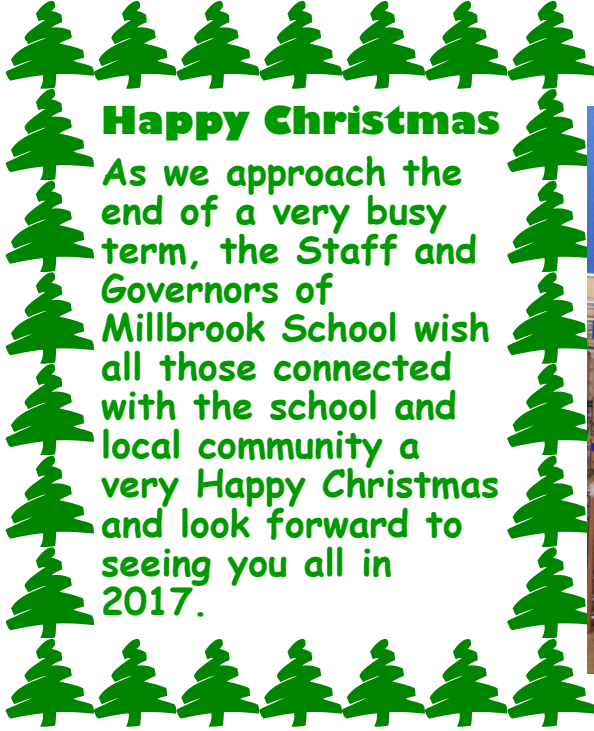 Happy Christmas
As we approach the
end of a very busy
term, the Staff and
Governors of
Millbrook School wish
all those connected
with the school and
local community a
very Happy Christmas
and look forward to
seeing you all in
2017.